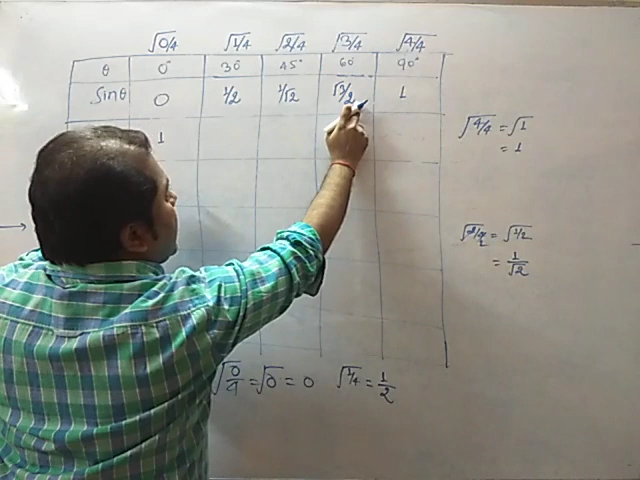 √0/4 √1/4 √2/4 √3/4 √4/4
θ 0° 30° 45° 60° 90°
Sinθ 0 1/2 1/√2 √3/2 1
1
√4/4 = √1
= 1
= √1/2
= 1/√2
√0/4 = √0 = 0 √1/4 = 1/2